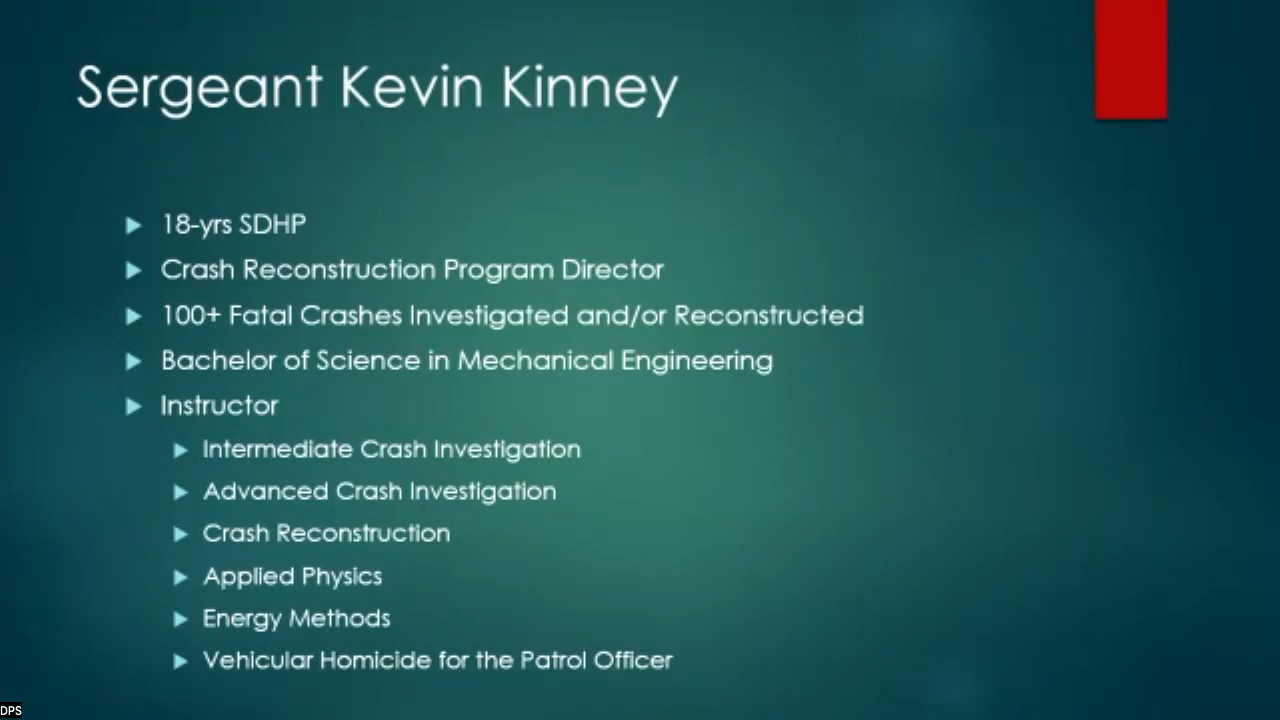 Sergeant Kevin Kinney
18-yrs SDHP
Crash Reconstruction Program Director
100+ Fatal Crashes Investigated and/or Reconstructed
Bachelor of Science in Mechanical Engineering
Instructor
Intermediate Crash Investigation
Advanced Crash Investigation
Crash Reconstruction
Applied Physics
Energy Methods
Vehicular Homicide for the Patrol Officer
DPS